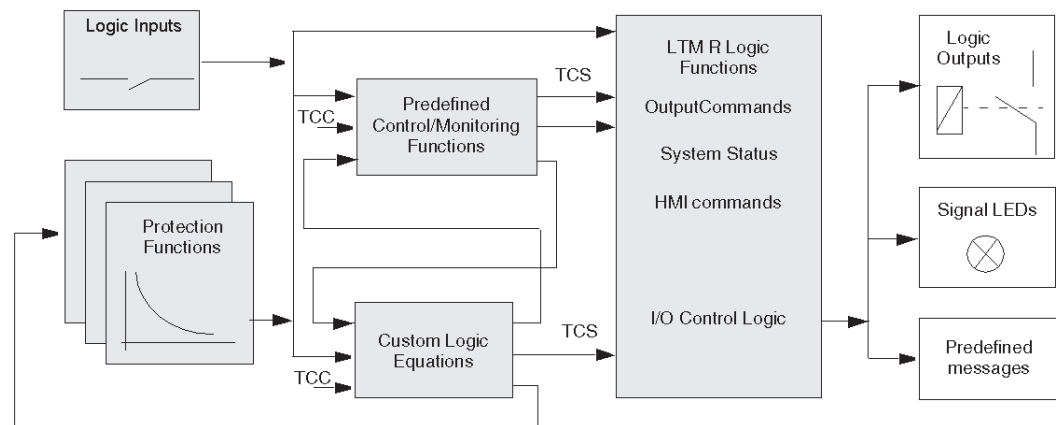 Logic Inputs
Protection
Functions
TCC
Predefined
Control/Monitoring
Functions
TCS
TCC
Custom Logic
Equations
TCS
LTM R Logic
Functions
OutputCommands
System Status
HMI commands
I/O Control Logic
Logic
Outputs
Signal LEDs
Predefined
messages